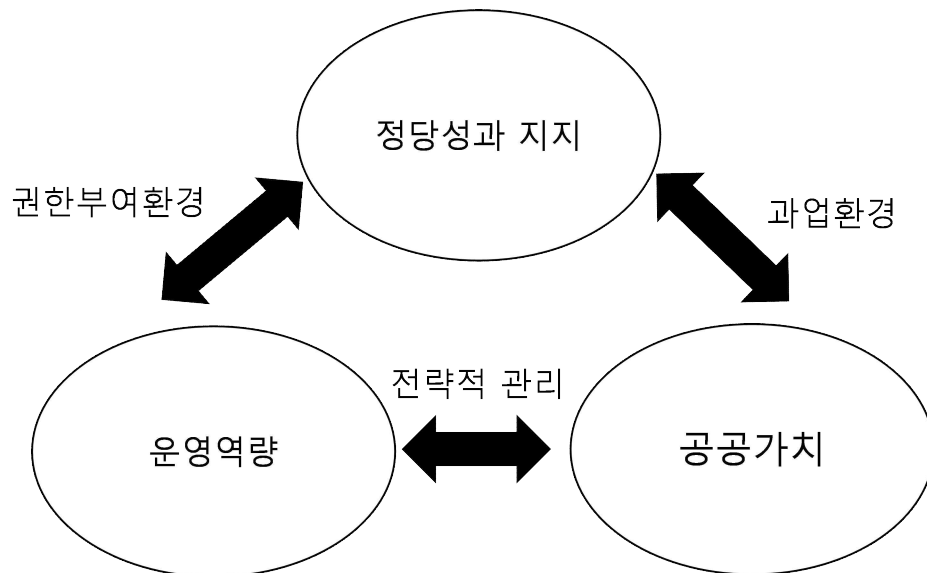 정당성과 지지
권한부여환경
과업환경
전략적 관리
운영역량
공공가치